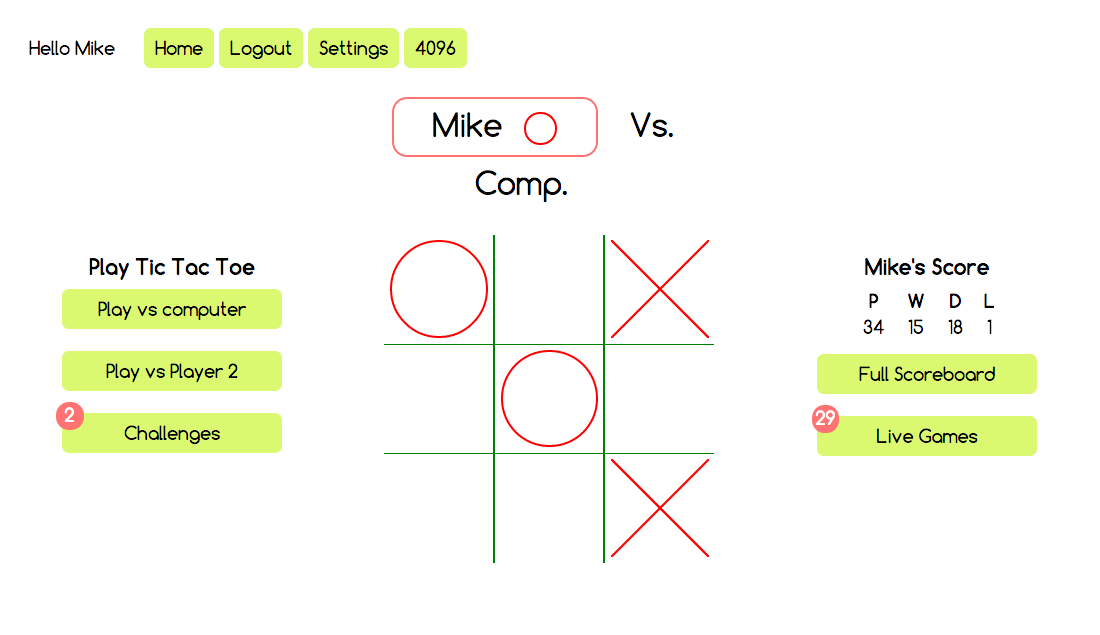 Hello Mike Home Logout Settings 4096
Mike Vs.
Comp.
Play Tic Tac Toe
Play vs computer
Play vs Player 2
2
Challenges
Mike's Score
P W D L
34 15 18 1
Full Scoreboard
29
Live Games